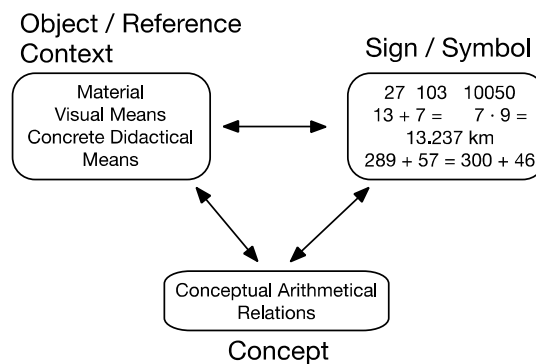 Object / Reference
Context
Sign / Symbol
Material
Visual Means
Concrete Didactical
Means
27 103 10050
13 + 7 = 7 · 9 =
13.237 km
289 + 57 = 300 + 46
Conceptual Arithmetical
Relations
Concept